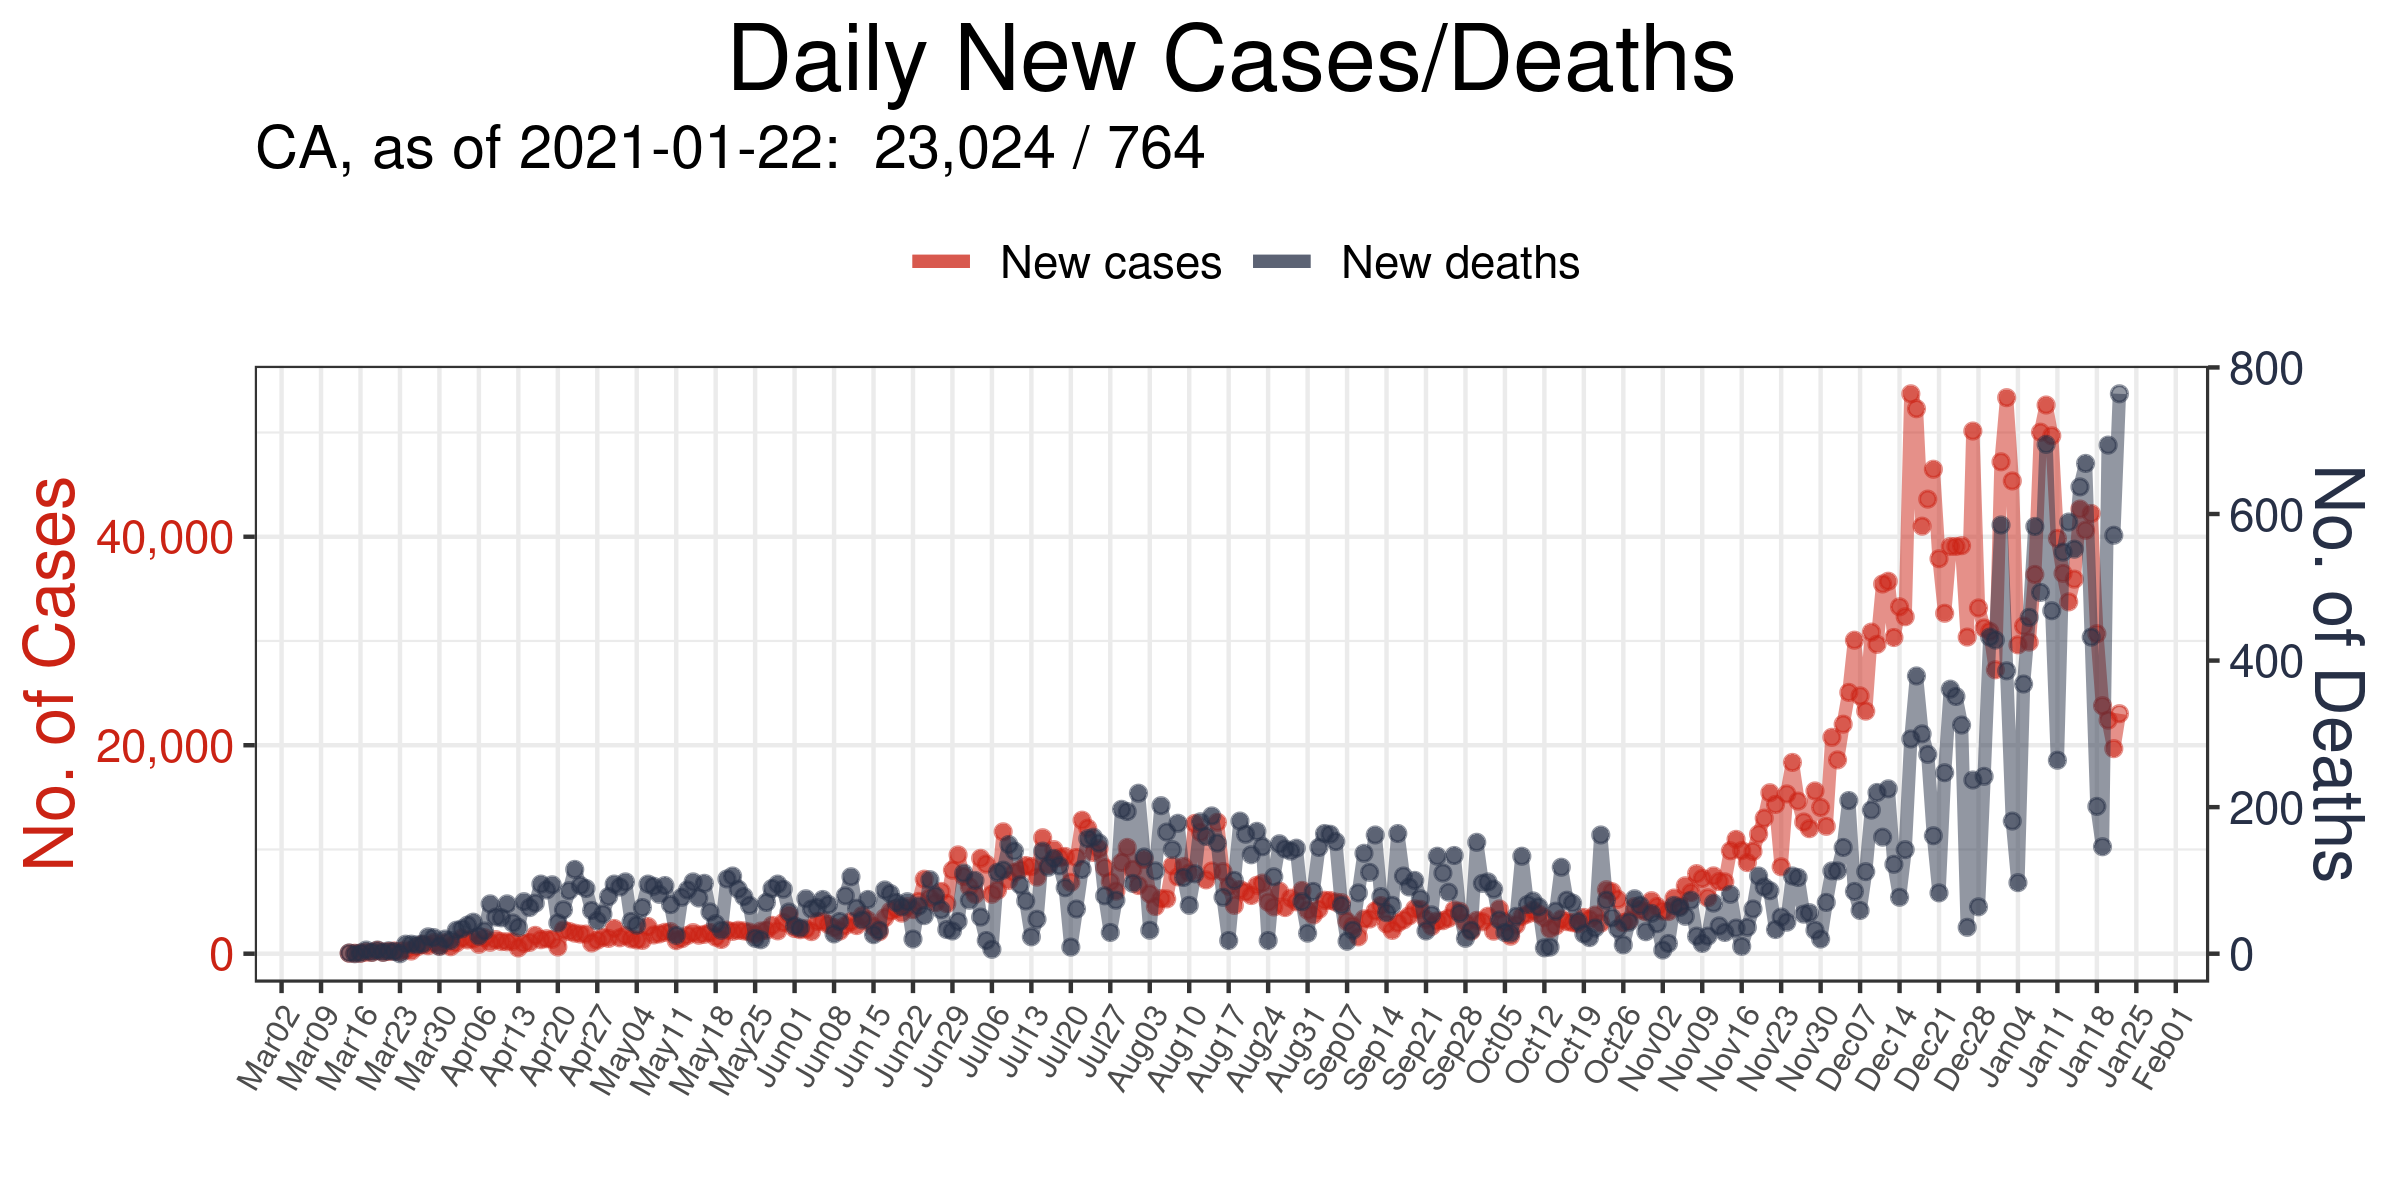 Daily New Cases/Deaths
CA, as of 2021-01-22:  23,024 / 764
New cases New deaths
No. of Cases
40,000
20,000
0
800
600
400
200
0
No. of Deaths
Mar02 Mar09 Mar16 Mar23 Mar30 Apr06 Apr13 Apr20 Apr27 May04 May11 May18 May25 Jun01 Jun08 Jun15 Jun22 Jun29 Jul06 Jul13 Jul20 Jul27 Aug03 Aug10 Aug17 Aug24 Aug31 Sep07 Sep14 Sep21 Sep28 Oct05 Oct12 Oct19 Oct26 Nov02 Nov09 Nov16 Nov23 Nov30 Dec07 Dec14 Dec21 Dec28 Jan04 Jan11 Jan18 Jan25 Feb01